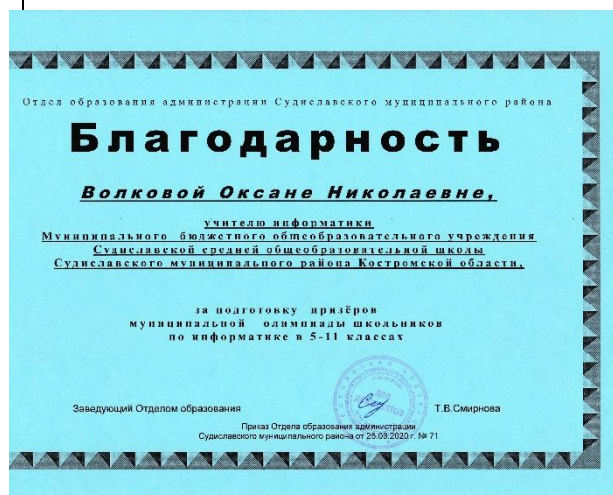 Отдел образования администрации Судиславского муниципального района
Благодарность
Волковой Оксане Николаевне,
учителю информатики
Муниципального бюджетного общеобразовательного учреждения
Судиславской средней общеобразовательной школы
Судиславского муниципального района Костромской области,
за подготовку призёров
муниципальной олимпиады школьников
по информатике в 5-11 классах
Заведующий Отделом образования Т.В.Смирнова
Приказ Отдела образования администрации
Судиславского муниципального района от 25.03.2020 г. № 71